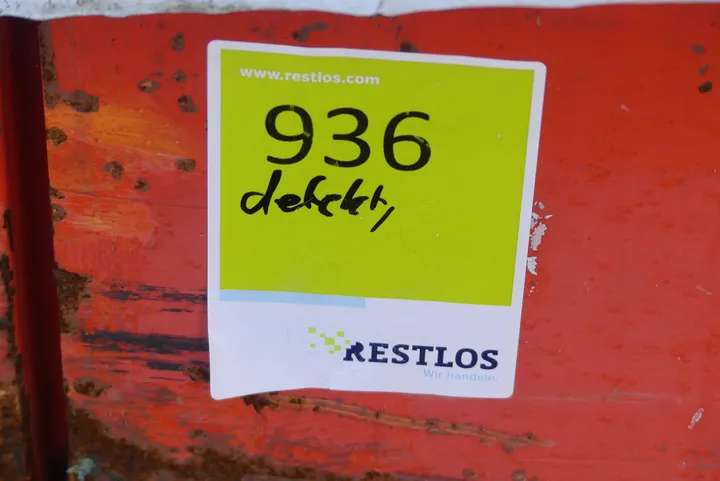 www.restlos.com
936
defekt,
RESTLOS
Wir handeln.